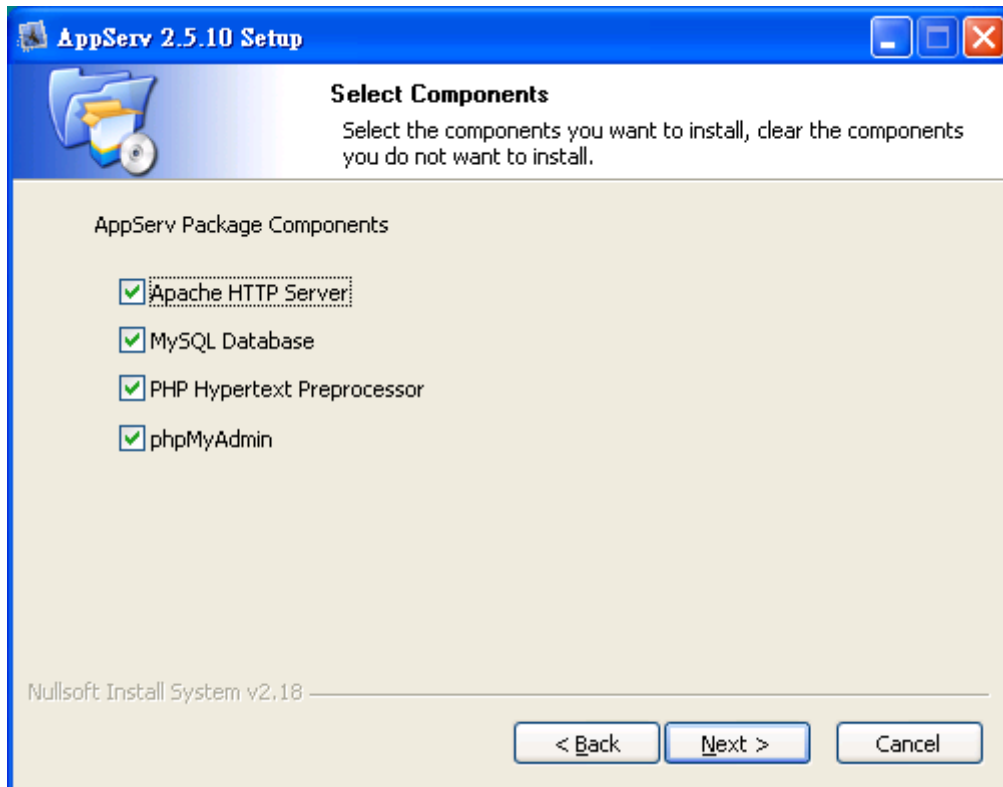 AppServ 2.5.10 Setup
Select Components
Select the components you want to install, clear the components
you do not want to install.
AppServ Package Components
Apache HTTP Server
MySQL Database
PHP Hypertext Preprocessor
phpMyAdmin
Nullsoft Install System v2.18
< Back
Next >
Cancel